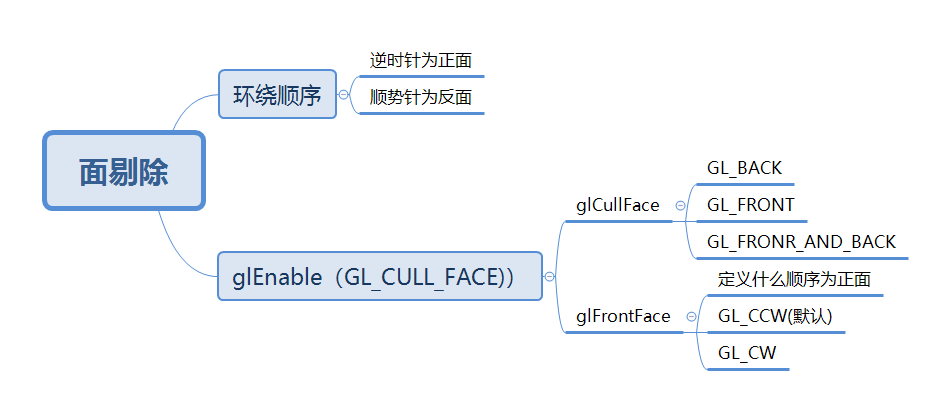 面剔除
环绕顺序
逆时针为正面
顺势针为反面
glEnable（GL_CULL_FACE)）
glCullFace
GL_BACK
GL_FRONT
GL_FRONR_AND_BACK
glFrontFace
定义什么顺序为正面
GL_CCW(默认)
GL_CW